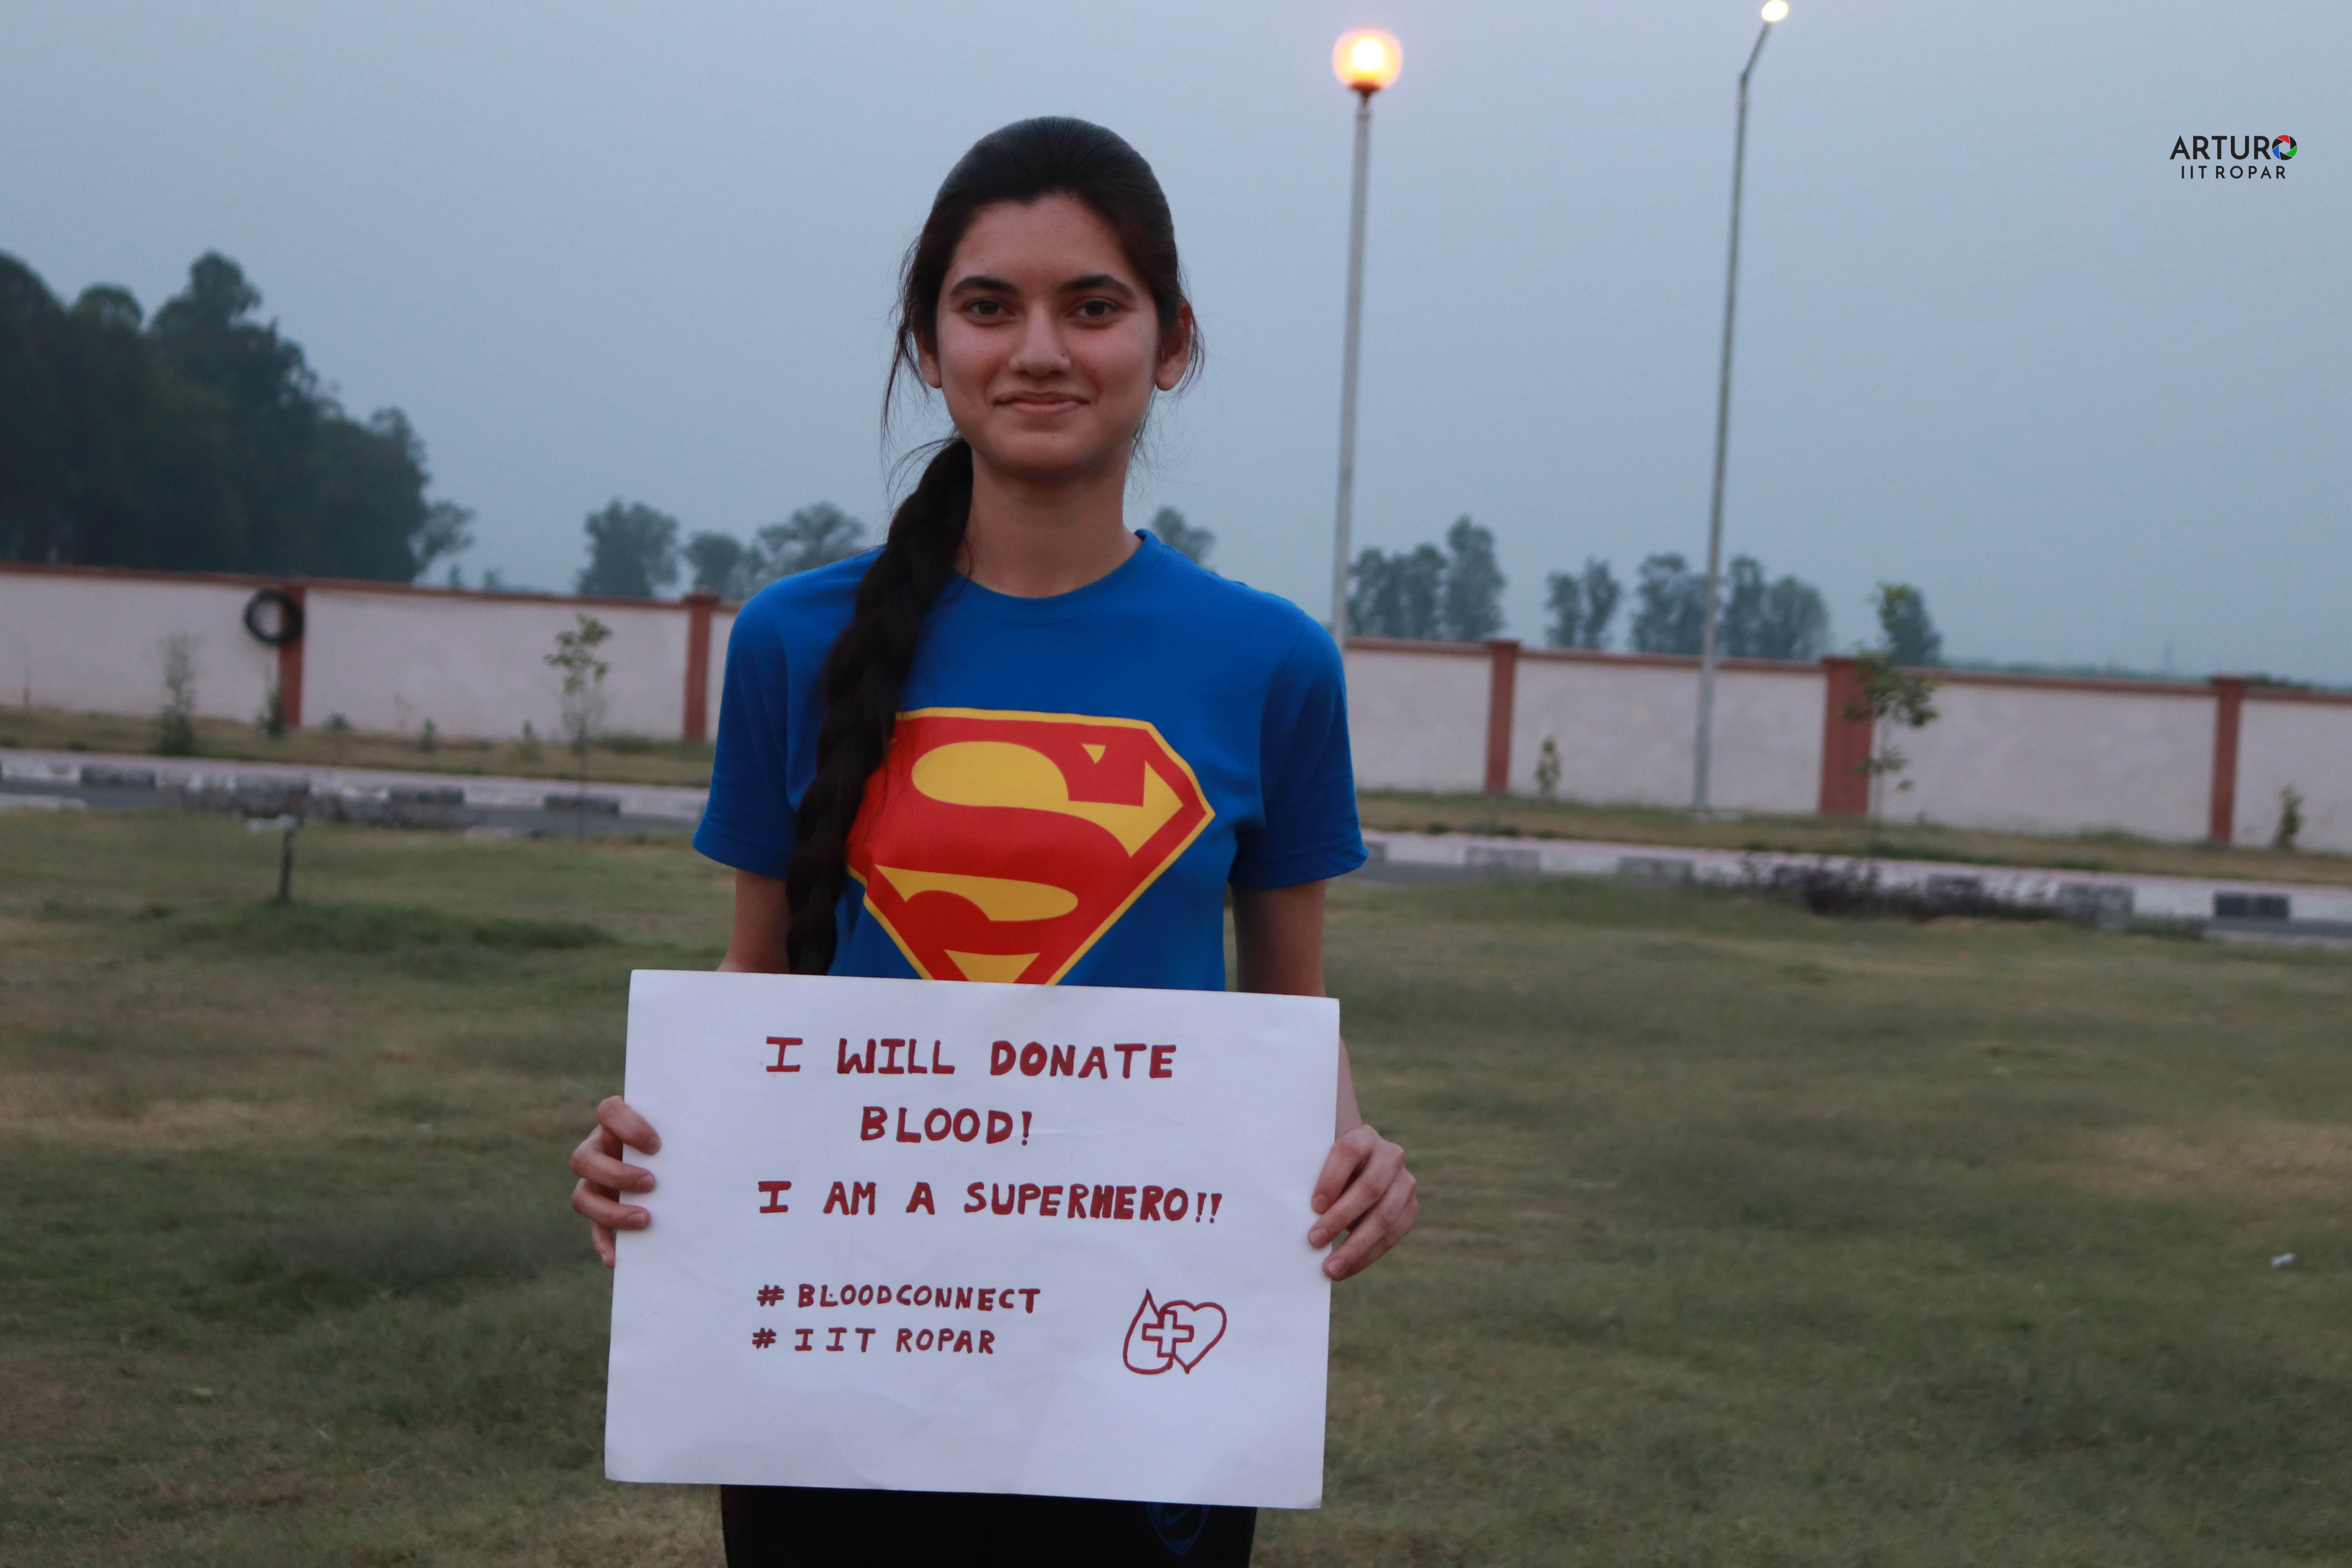 ARTURO
IIT ROPAR
I WILL DONATE
BLOOD!
I AM A SUPERHERO!!
# BLOODCONNECT
# IIT ROPAR